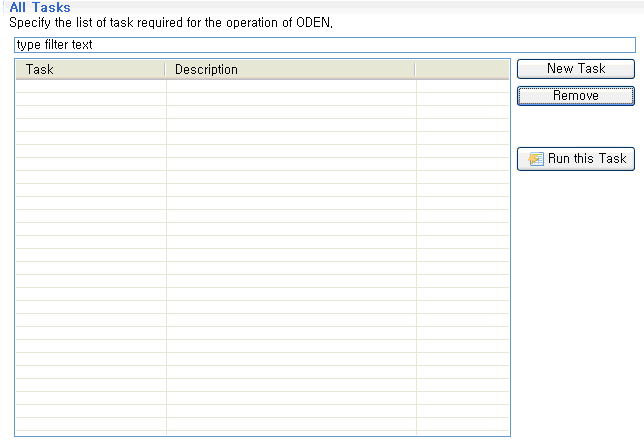 All Tasks
Specify the list of task required for the operation of ODEN.
type filter text
Task Description
New Task
Remove
Run this Task